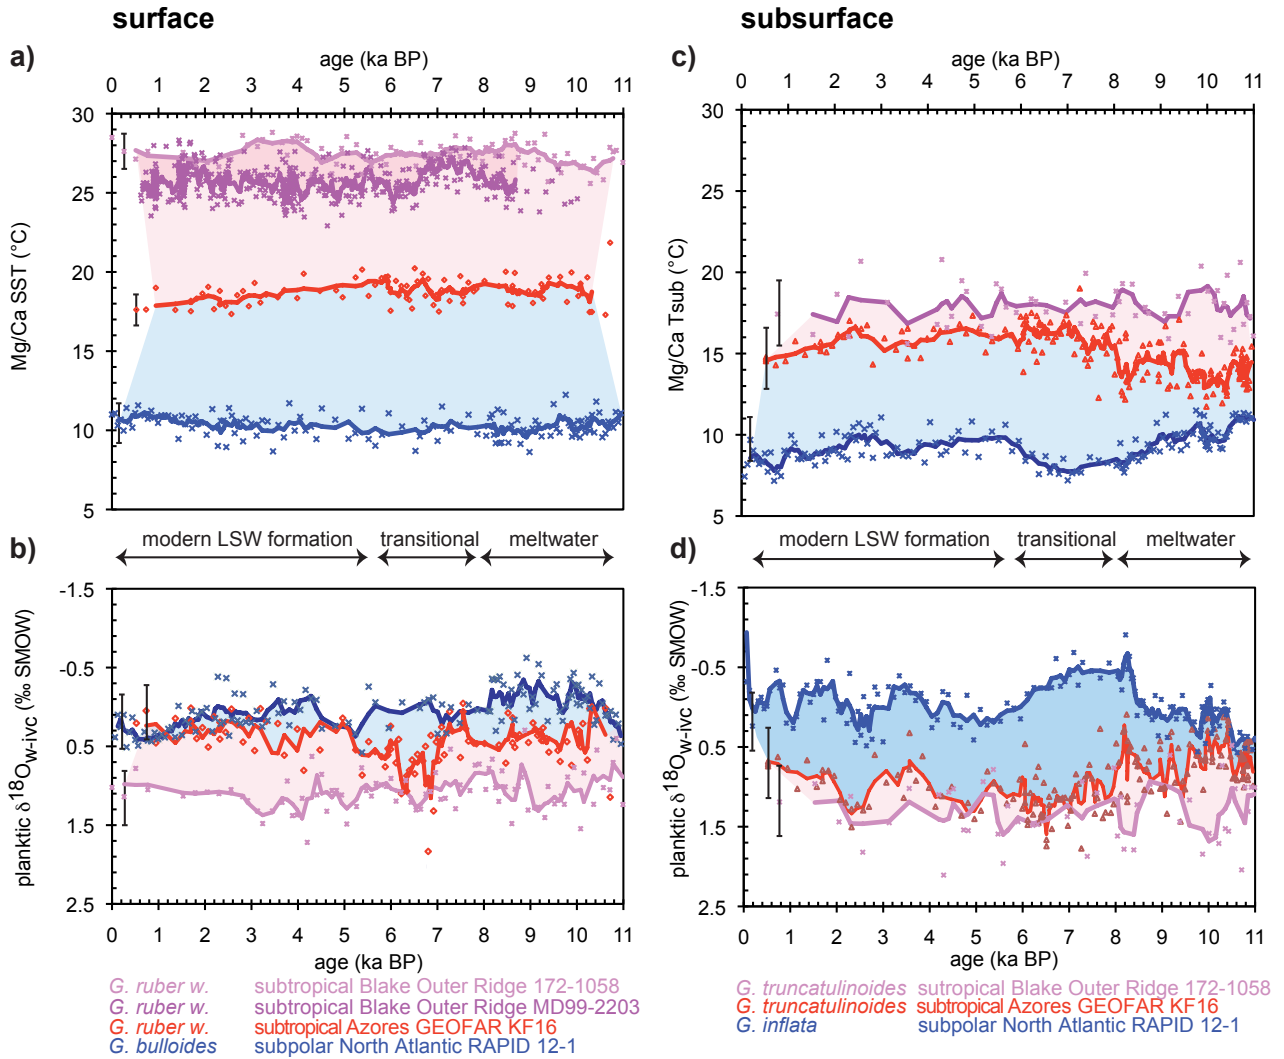 surface
subsurface
a)
age (ka BP)
c)
age (ka BP)
0 1 2 3 4 5 6 7 8 9 10 11
0 1 2 3 4 5 6 7 8 9 10 11
30
25
20
15
10
5
Mg/Ca SST (°C)
30
25
20
15
10
5
Mg/Ca Tsub (°C)
b)
modern LSW formation transitional meltwater
d)
modern LSW formation transitional meltwater
-1.5
-0.5
0.5
1.5
2.5
planktic δ18Ow-ivc (‰ SMOW)
-1.5
-0.5
0.5
1.5
2.5
planktic δ18Ow-ivc (‰ SMOW)
0 1 2 3 4 5 6 7 8 9 10 11
age (ka BP)
0 1 2 3 4 5 6 7 8 9 10 11
age (ka BP)
G. ruber w. subtropical Blake Outer Ridge 172-1058
G. ruber w. subtropical Blake Outer Ridge MD99-2203
G. ruber w. subtropical Azores GEOFAR KF16
G. bulloides subpolar North Atlantic RAPID 12-1
G. truncatulinoides sutropical Blake Outer Ridge 172-1058
G. truncatulinoides subtropical Azores GEOFAR KF16
G. inflata subpolar North Atlantic RAPID 12-1